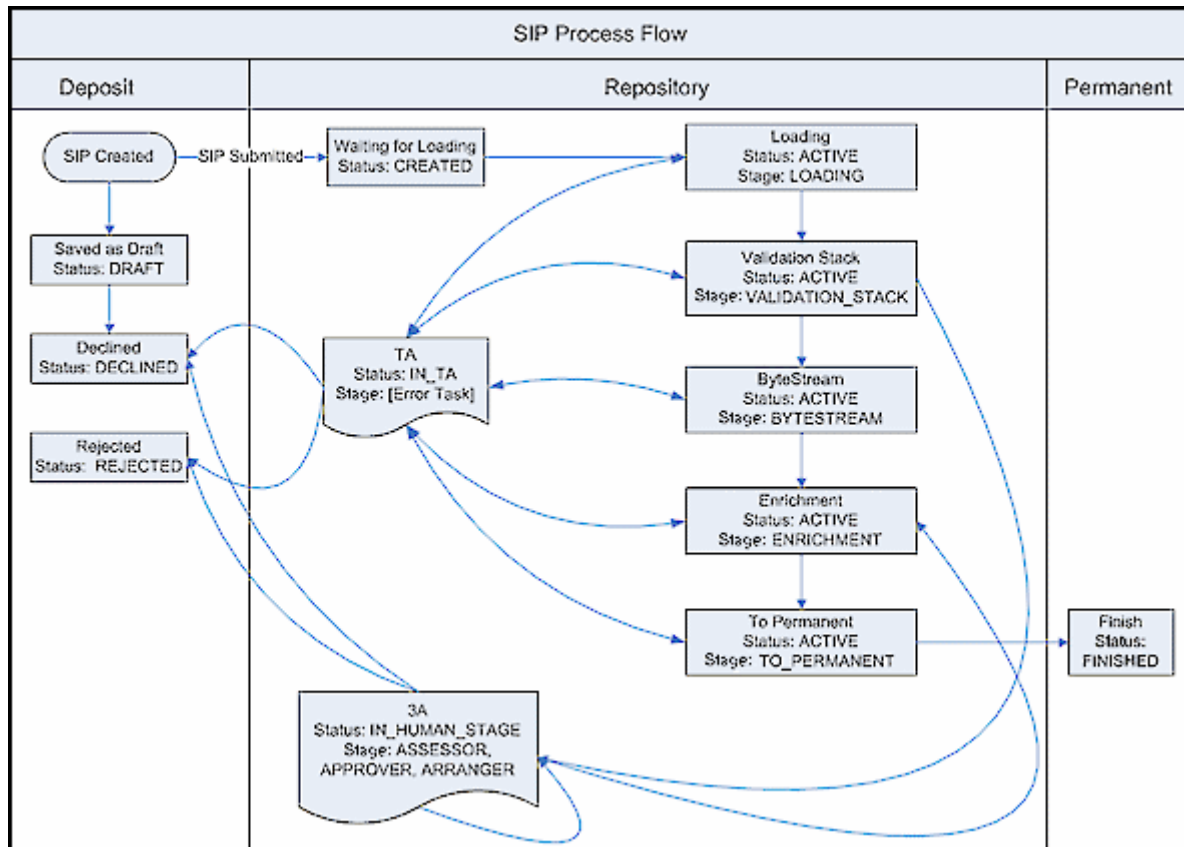 SIP Process Flow
Deposit
Repository
Permanent
SIP Created
SIP Submitted
Waiting for Loading
Status: CREATED
Loading
Status: ACTIVE
Stage: LOADING
Saved as Draft
Status: DRAFT
Validation Stack
Status: ACTIVE
Stage: VALIDATION_STACK
Declined
Status: DECLINED
TA
Status: IN_TA
Stage: [Error Task]
ByteStream
Status: ACTIVE
Stage: BYTESTREAM
Rejected
Status: REJECTED
Enrichment
Status: ACTIVE
Stage: ENRICHMENT
To Permanent
Status: ACTIVE
Stage: TO_PERMANENT
Finish
Status:
FINISHED
3A
Status: IN_HUMAN_STAGE
Stage: ASSESSOR,
APPROVER, ARRANGER